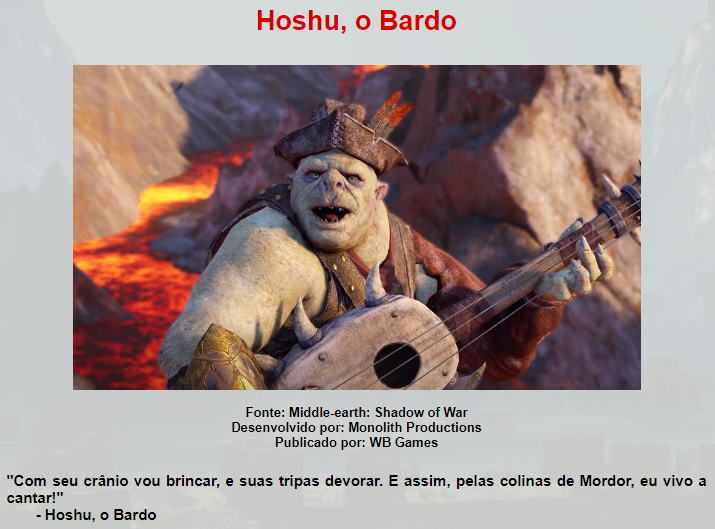 Hoshu, o Bardo
Fonte: Middle-earth: Shadow of War
Desenvolvido por: Monolith Productions
Publicado por: WB Games
"Com seu crânio vou brincar, e suas tripas devorar. E assim, pelas colinas de Mordor, eu vivo a
cantar!"
- Hoshu, o Bardo